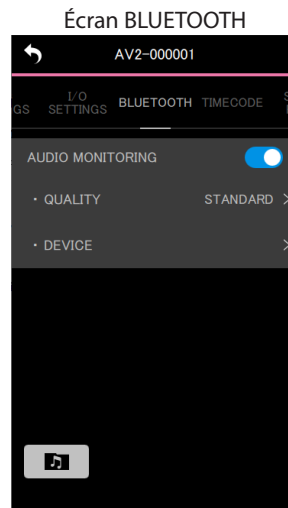 Écran BLUETOOTH
AV2-000001
GS I/O SETTINGS BLUETOOTH TIMECODE S
AUDIO MONITORING
・QUALITY STANDARD >
・DEVICE >